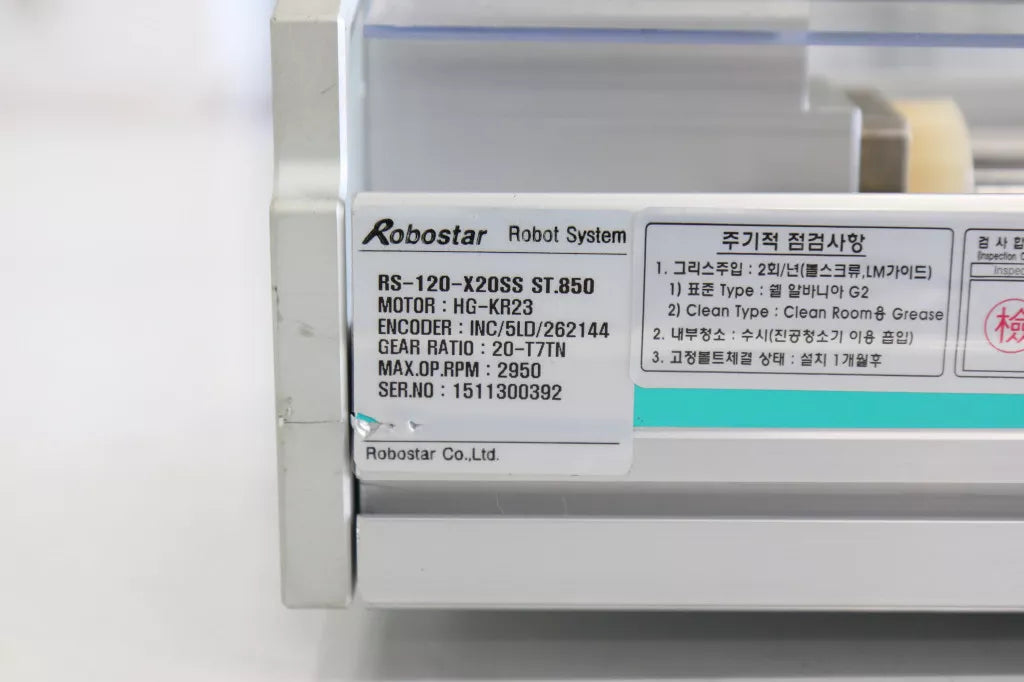 Robostar Robot System
RS-120-X20SS ST.850
MOTOR : HG-KR23
ENCODER : INC/5LD/262144
GEAR RATIO : 20-T7TN
MAX.OP.RPM : 2950
SER.NO : 1511300392
Robostar Co.,Ltd.
주기적 점검사항
1. 그리스주입 : 2회/년(볼스크류,LM가이드)
1) 표준 Type : 쉘 알바니아 G2
2) Clean Type : Clean Room용 Grease
2. 내부청소 : 수시(진공청소기 이용 흡입)
3. 고정볼트체결 상태 : 설치 1개월후
검 사 합
(Inspection
Inspe
檢